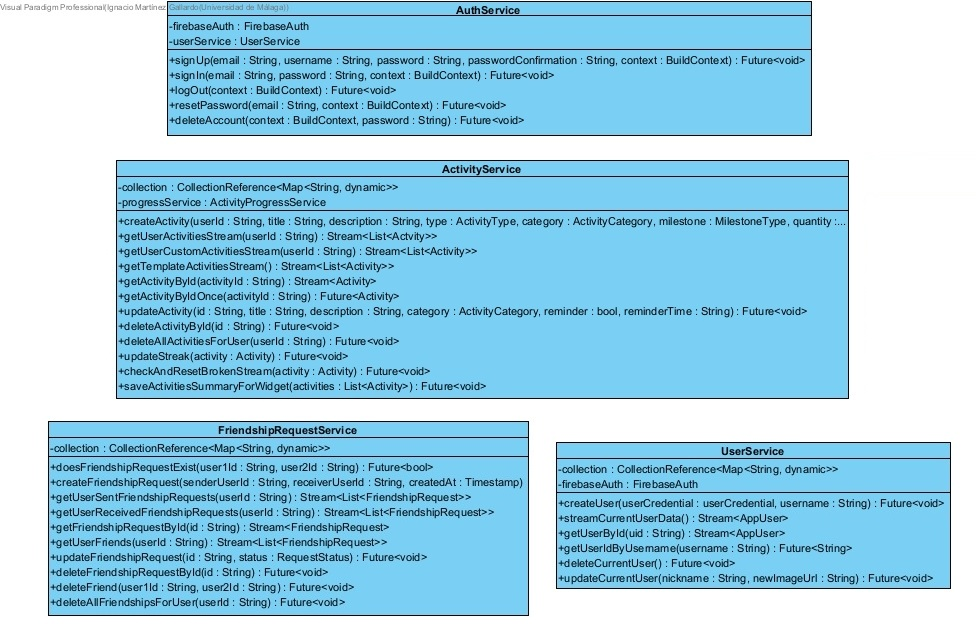 Visual Paradigm Professional(Ignacio Martínez Gallardo(Universidad de Málaga))
AuthService
-firebaseAuth : FirebaseAuth
-userService : UserService
+signUp(email : String, username : String, password : String, passwordConfirmation : String, context : BuildContext) : Future<void>
+signIn(email : String, password : String, context : BuildContext) : Future<void>
+logOut(context : BuildContext) : Future<void>
+resetPassword(email : String, context : BuildContext) : Future<void>
+deleteAccount(context : BuildContext, password : String) : Future<void>
ActivityService
-collection : CollectionReference<Map<String, dynamic>>
-progressService : ActivityProgressService
+createActivity(userId : String, title : String, description : String, type : ActivityType, category : ActivityCategory, milestone : MilestoneType, quantity :...
+getUserActivitiesStream(userId : String) : Stream<List<Actvity>>
+getUserCustomActivitiesStream(userId : String) : Stream<List<Activity>>
+getTemplateActivitiesStream() : Stream<List<Activity>>
+getActivityById(activityId : String) : Stream<Activity>
+getActivityByIdOnce(activityId : String) : Future<Activity>
+updateActivity(id : String, title : String, description : String, category : ActivityCategory, reminder : bool, reminderTime : String) : Future<void>
+deleteActivityById(id : String) : Future<void>
+deleteAllActivitiesForUser(userId : String) : Future<void>
+updateStreak(activity : Activity) : Future<void>
+checkAndResetBrokenStream(activity : Activity) : Future<void>
+saveActivitiesSummaryForWidget(activities : List<Activity>) : Future<void>
FriendshipRequestService
-collection : CollectionReference<Map<String, dynamic>>
+doesFriendshipRequestExist(user1Id : String, user2Id : String) : Future<bool>
+createFriendshipRequest(senderUserId : String, receiverUserId : String, createdAt : Timestamp)
+getUserSentFriendshipRequests(userId : String) : Stream<List<FriendshipRequest>>
+getUserReceivedFriendshipRequests(userId : String) : Stream<List<FriendshipRequest>>
+getFriendshipRequestById(id : String) : Stream<FriendshipRequest>
+getUserFriends(userId : String) : Stream<List<FriendshipRequest>>
+updateFriendshipRequest(id : String, status : RequestStatus) : Future<void>
+deleteFriendshipRequestById(id : String) : Future<void>
+deleteFriend(user1Id : String, user2Id : String) : Future<void>
+deleteAllFriendshipsForUser(userId : String) : Future<void>
UserService
-collection : CollectionReference<Map<String, dynamic>>
-firebaseAuth : FirebaseAuth
+createUser(userCredential : userCredential, username : String) : Future<void>
+streamCurrentUserData() : Stream<AppUser>
+getUserById(uid : String) : Stream<AppUser>
+getUserIdByUsername(username : String) : Future<String>
+deleteCurrentUser() : Future<void>
+updateCurrentUser(nickname : String, newImageUrl : String) : Future<void>